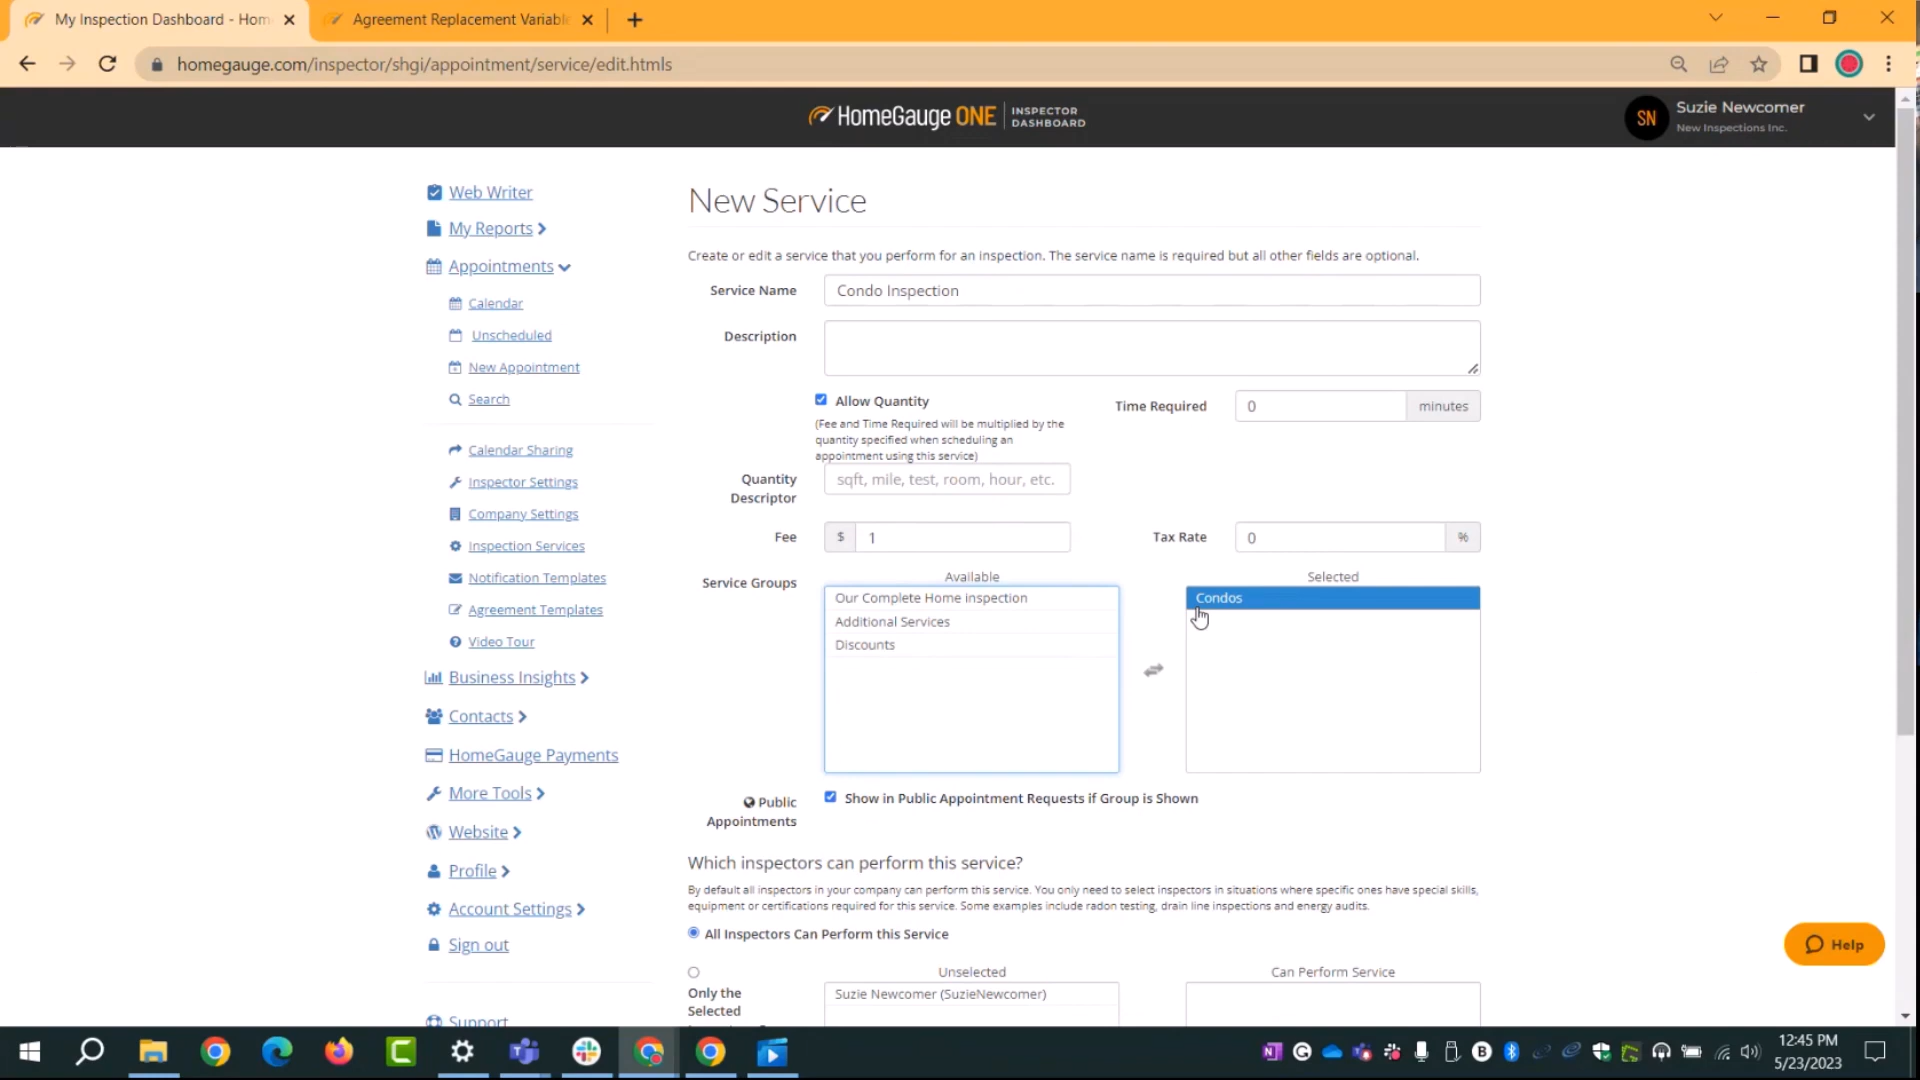 My Inspection Dashboard - Hom
Agreement Replacement Variabl
homegauge.com/inspector/shgi/appointment/service/edit.htmls
HomeGauge ONE
INSPECTOR
DASHBOARD
SN
Suzie Newcomer
New Inspections Inc.
Web Writer
My Reports
Appointments
Calendar
Unscheduled
New Appointment
Search
Calendar Sharing
Inspector Settings
Company Settings
Inspection Services
Notification Templates
Agreement Templates
Video Tour
Business Insights
Contacts
HomeGauge Payments
More Tools
Website
Profile
Account Settings
Sign out
Support
New Service
Create or edit a service that you perform for an inspection. The service name is required but all other fields are optional.
Service Name
Condo Inspection
Description
Allow Quantity
(Fee and Time Required will be multiplied by the
quantity specified when scheduling an
appointment using this service)
Time Required
0
minutes
Quantity
Descriptor
sqft, mile, test, room, hour, etc.
Fee
$
1
Tax Rate
0
%
Service Groups
Available
Our Complete Home inspection
Additional Services
Discounts
Selected
Condos
Public
Appointments
Show in Public Appointment Requests if Group is Shown
Which inspectors can perform this service?
By default all inspectors in your company can perform this service. You only need to select inspectors in situations where specific ones have special skills,
equipment or certifications required for this service. Some examples include radon testing, drain line inspections and energy audits.
All Inspectors Can Perform this Service
Only the
Selected
Unselected
Suzie Newcomer (SuzieNewcomer)
Can Perform Service
Help
12:45 PM
5/23/2023